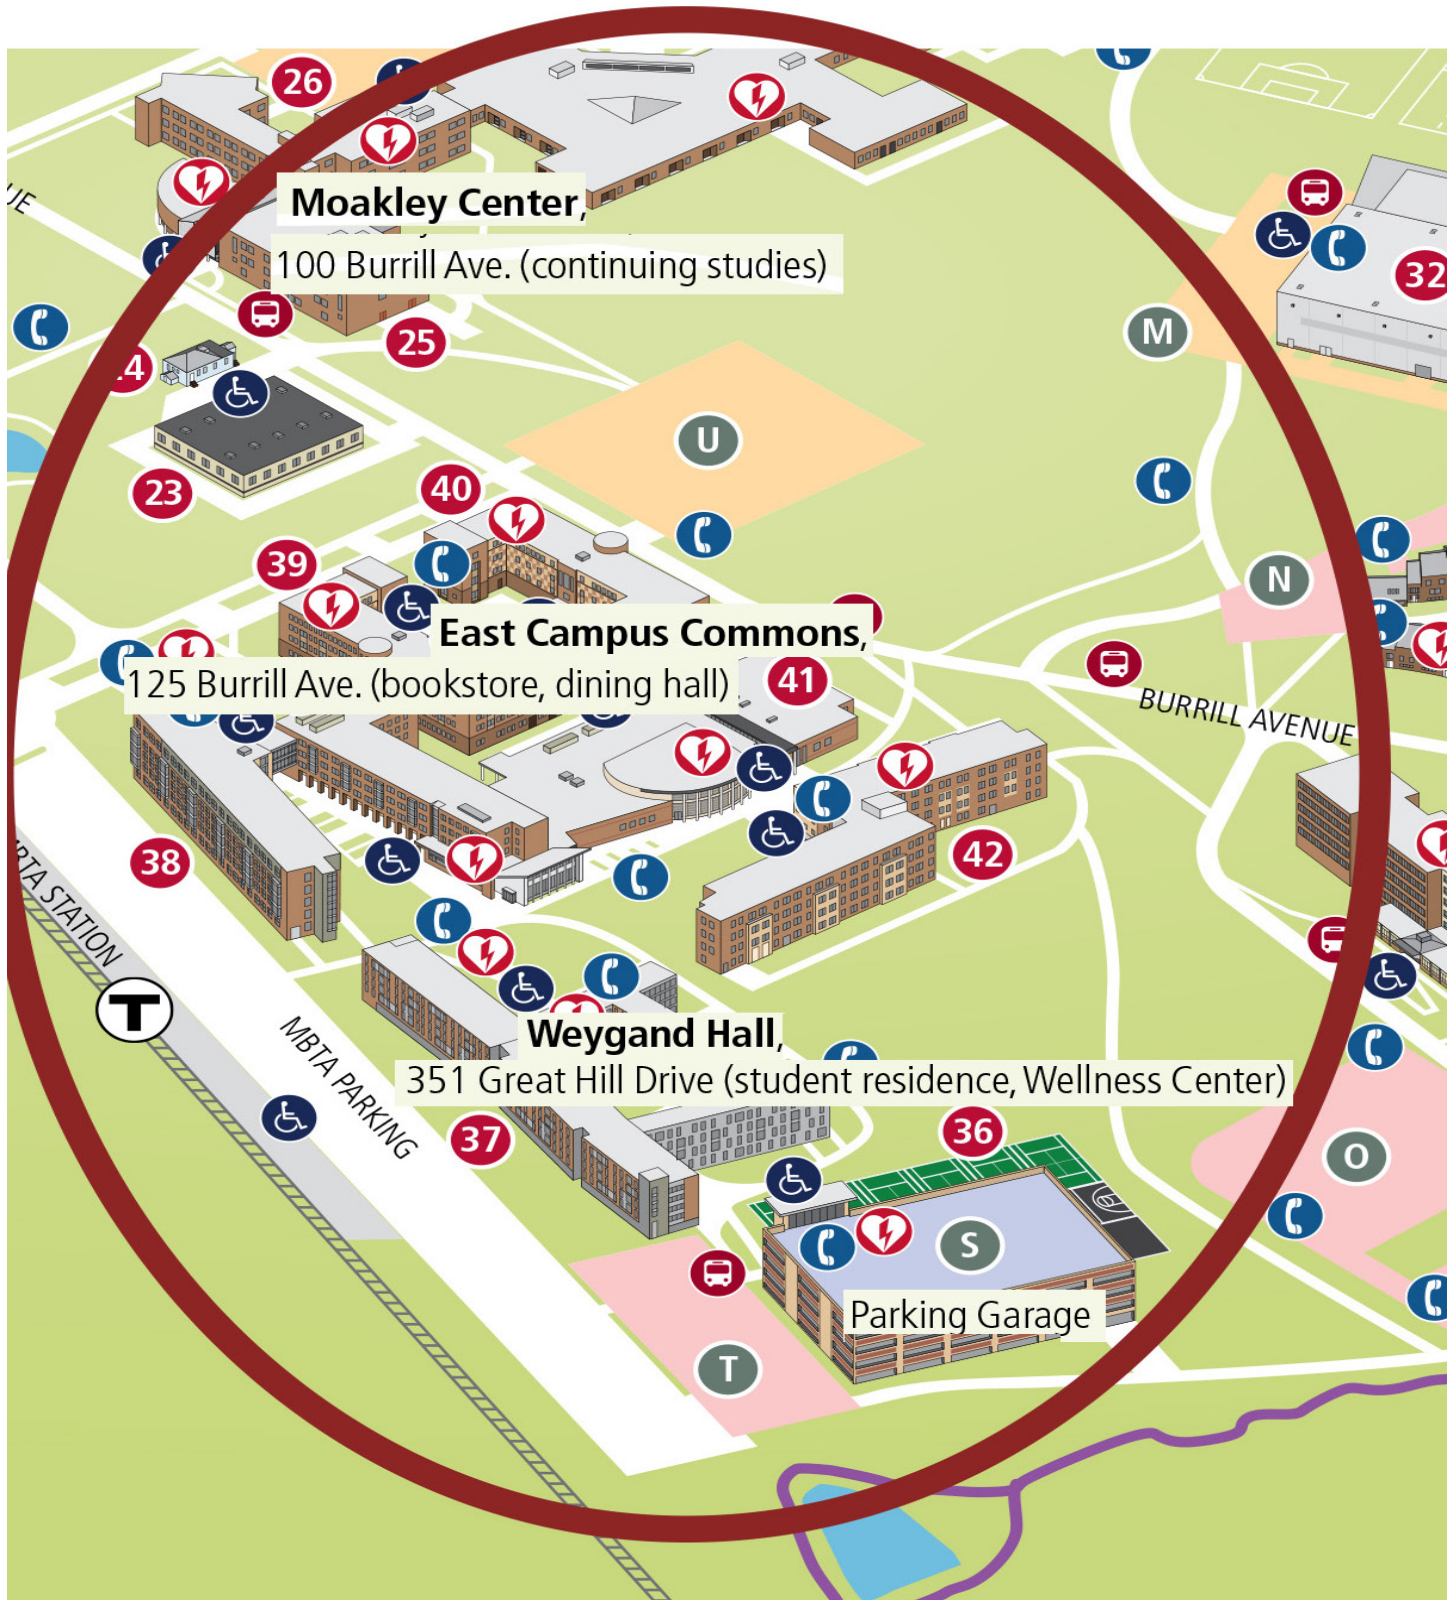 26
UE
Moakley Center,
100 Burrill Ave. (continuing studies)
32
M
25
24
U
23
40
39
N
East Campus Commons,
125 Burrill Ave. (bookstore, dining hall)
41
BURRILL AVENUE
38
42
MBTA STATION
T
MBTA PARKING
Weygand Hall,
351 Great Hill Drive (student residence, Wellness Center)
37
36
O
S
Parking Garage
T